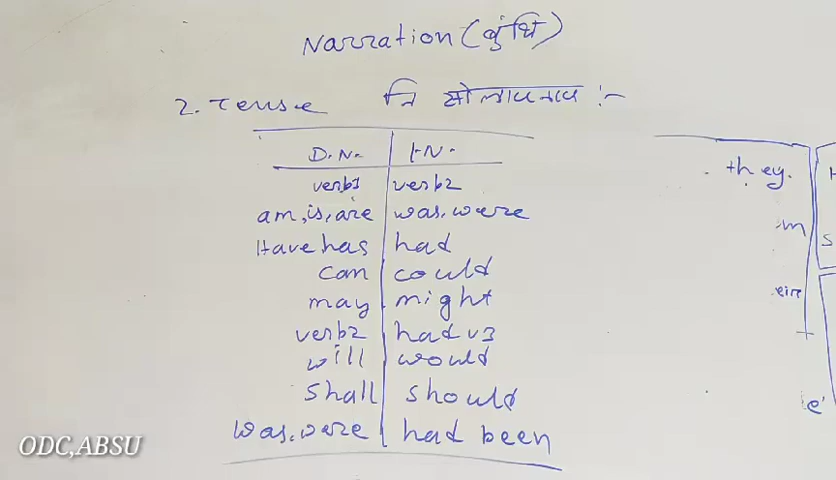 Narration (बुंथि)
2. Tense नि सोलायनाय :-
D.N. I.N.
verb1 verb2
am, is, are was, were
Have has had
can could
may might
verb2 had v3
will would
shall should
was, were had been
they.
ODC,ABSU